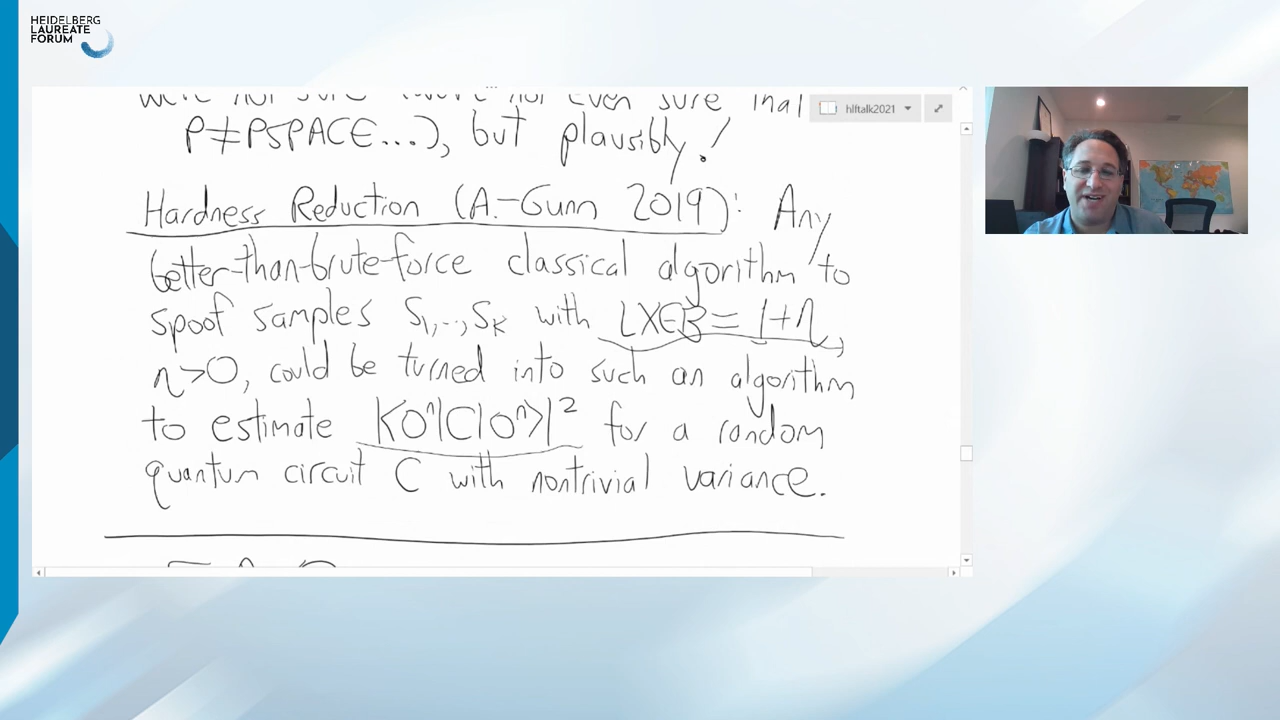 HEIDELBERG
LAUREATE
FORUM
hlftalk2021
P≠PSPACE...), but plausibly!
Hardness Reduction (A.-Gunn 2019): Any
better-than-brute-force classical algorithm to
spoof samples S₁,..,Sₖ with LXEB = 1+η,
η>0, could be turned into such an algorithm
to estimate |<0ⁿ|C|0ⁿ>|² for a random
quantum circuit C with nontrivial variance.